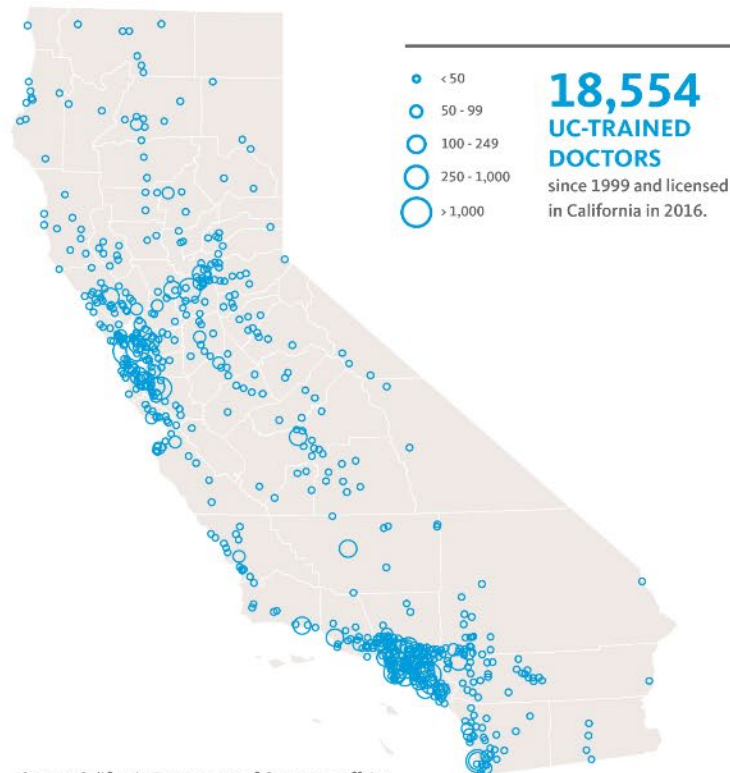 < 50
50 - 99
100 - 249
250 - 1,000
> 1,000
18,554
UC-TRAINED
DOCTORS
since 1999 and licensed
in California in 2016.